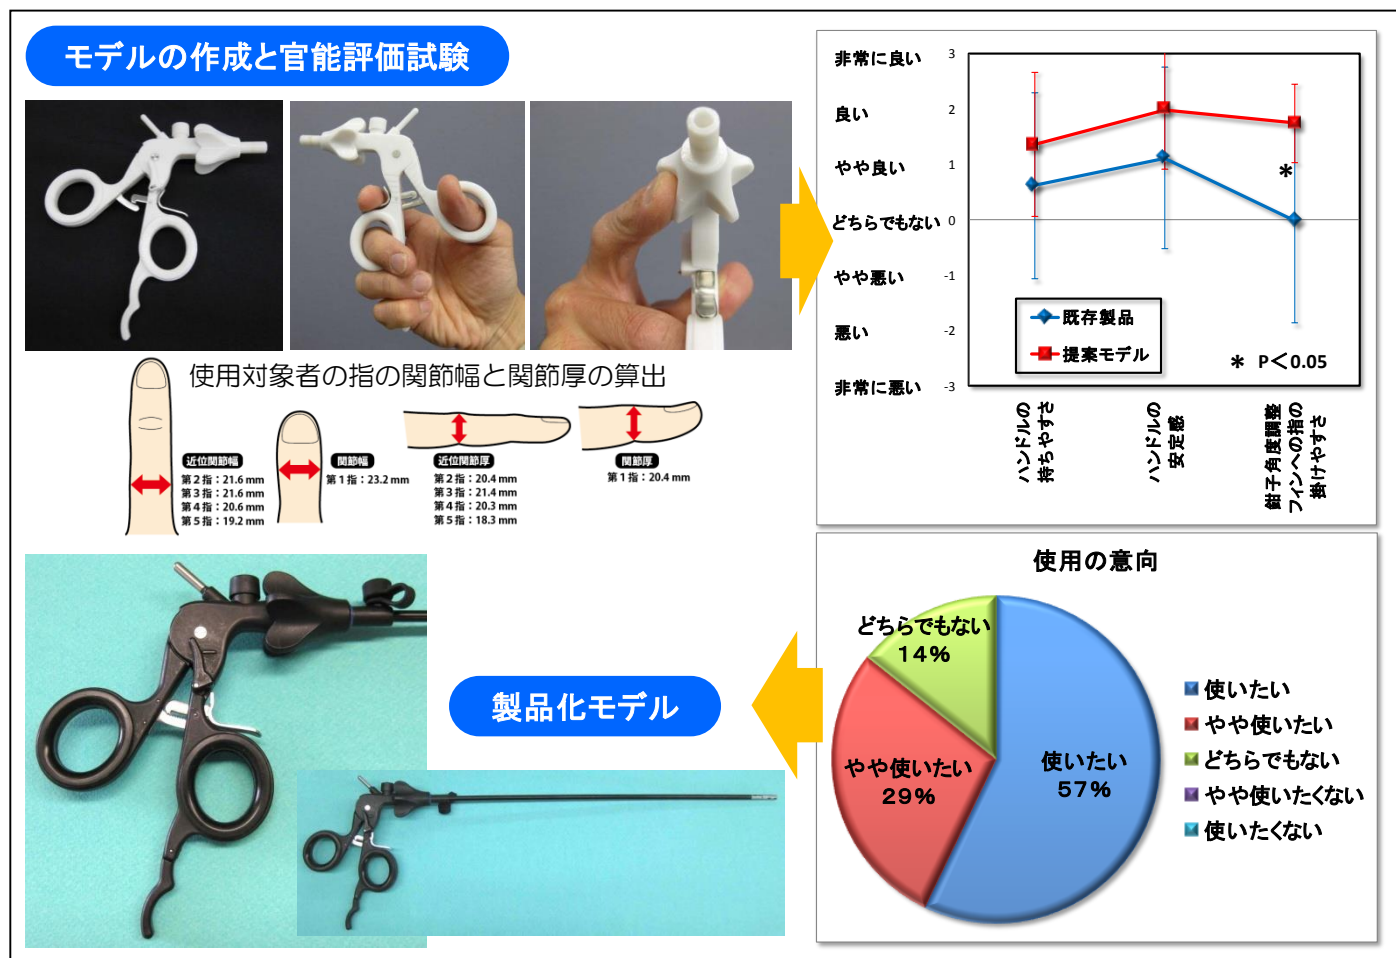 モデルの作成と官能評価試験
使用対象者の指の関節幅と関節厚の算出
近位関節幅
第2指：21.6 mm
第3指：21.6 mm
第4指：20.6 mm
第5指：19.2 mm
関節幅
第1指：23.2 mm
近位関節厚
第2指：20.4 mm
第3指：21.4 mm
第4指：20.3 mm
第5指：18.3 mm
関節厚
第1指：20.4 mm
非常に良い 3
良い 2
やや良い 1
どちらでもない 0
やや悪い -1
悪い -2
非常に悪い -3
*
既存製品
提案モデル
* P＜0.05
ハンドルの
持ちやすさ
ハンドルの
安定感
鉗子角度調整
フィンへの指の
掛けやすさ
使用の意向
どちらでもない
14%
やや使いたい
29%
使いたい
57%
使いたい
やや使いたい
どちらでもない
やや使いたくない
使いたくない
製品化モデル